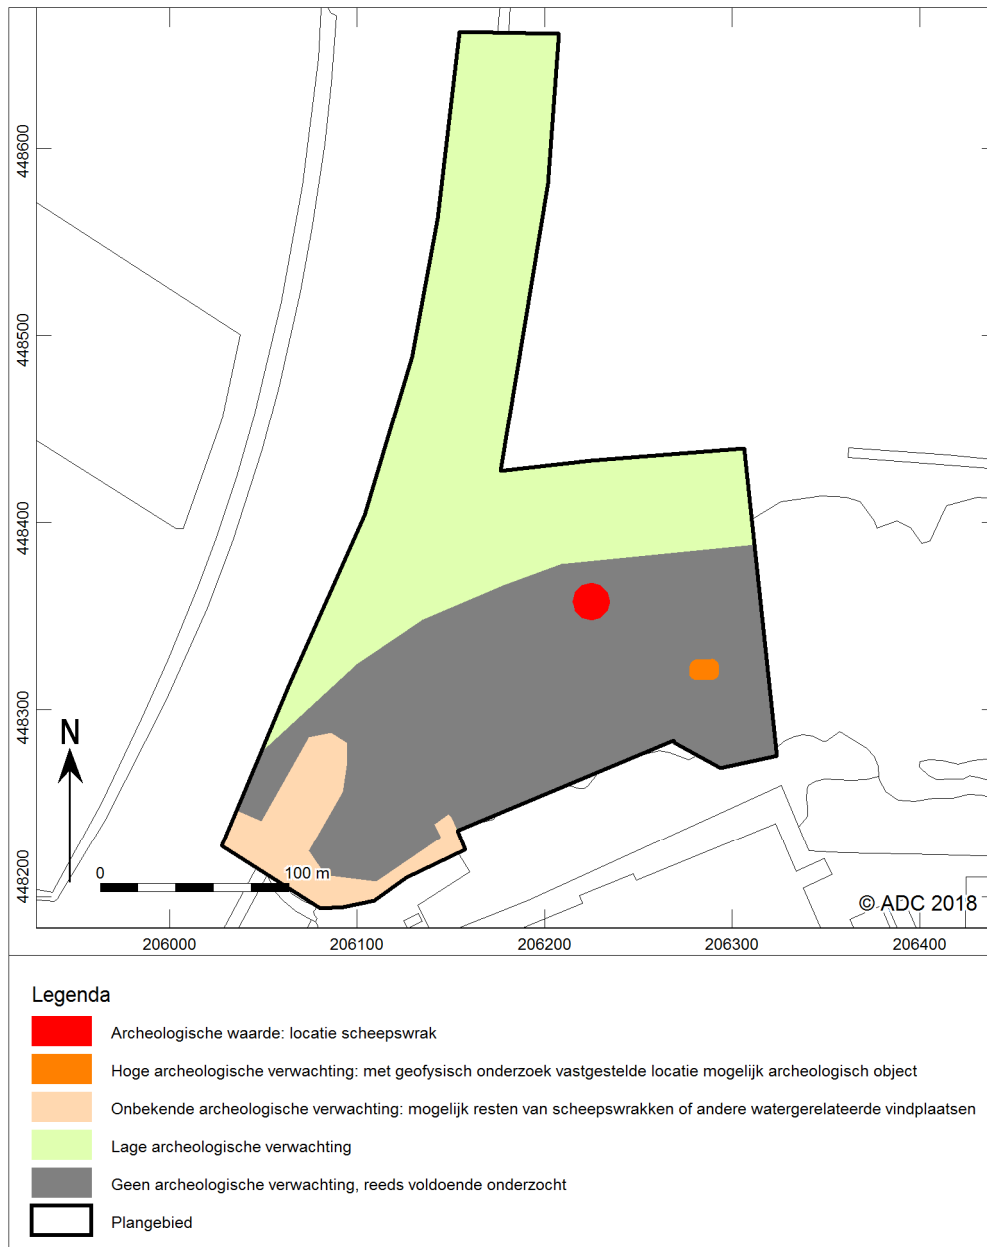 448600
448500
448400
448300
448200
N
0
100 m
© ADC 2018
206000
206100
206200
206300
206400
Legenda
Archeologische waarde: locatie scheepswrak
Hoge archeologische verwachting: met geofysisch onderzoek vastgestelde locatie mogelijk archeologisch object
Onbekende archeologische verwachting: mogelijk resten van scheepswrakken of andere watergerelateerde vindplaatsen
Lage archeologische verwachting
Geen archeologische verwachting, reeds voldoende onderzocht
Plangebied